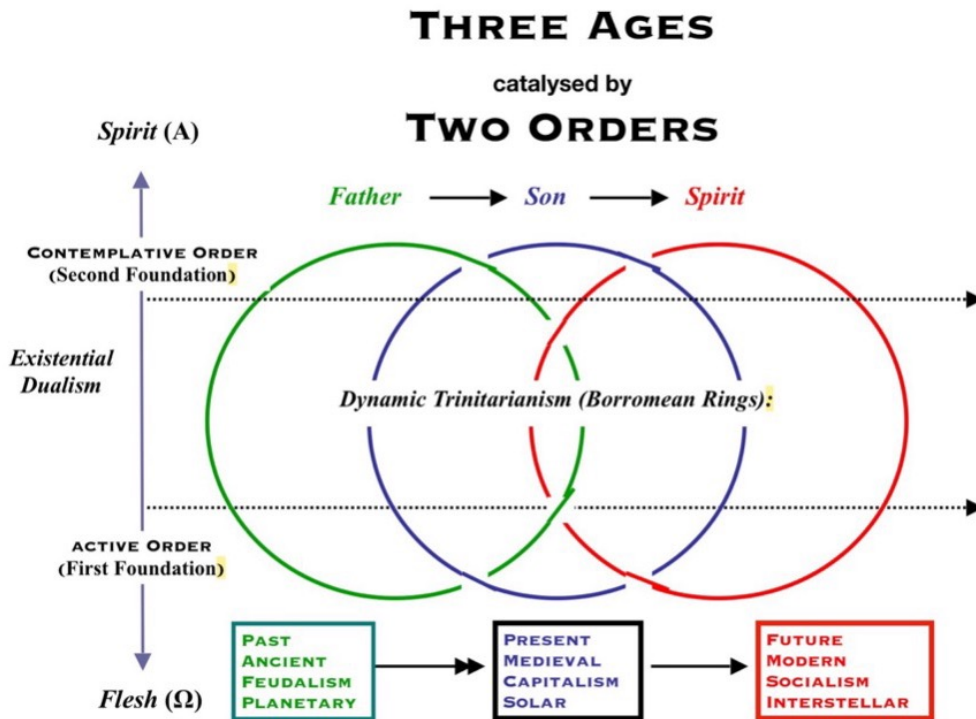 THREE AGES
catalysed by
TWO ORDERS
Spirit (A)
Father
Son
Spirit
CONTEMPLATIVE ORDER
(Second Foundation)
Existential
Dualism
Dynamic Trinitarianism (Borromean Rings):
ACTIVE ORDER
(First Foundation)
Flesh (Ω)
PAST
ANCIENT
FEUDALISM
PLANETARY
PRESENT
MEDIEVAL
CAPITALISM
SOLAR
FUTURE
MODERN
SOCIALISM
INTERSTELLAR